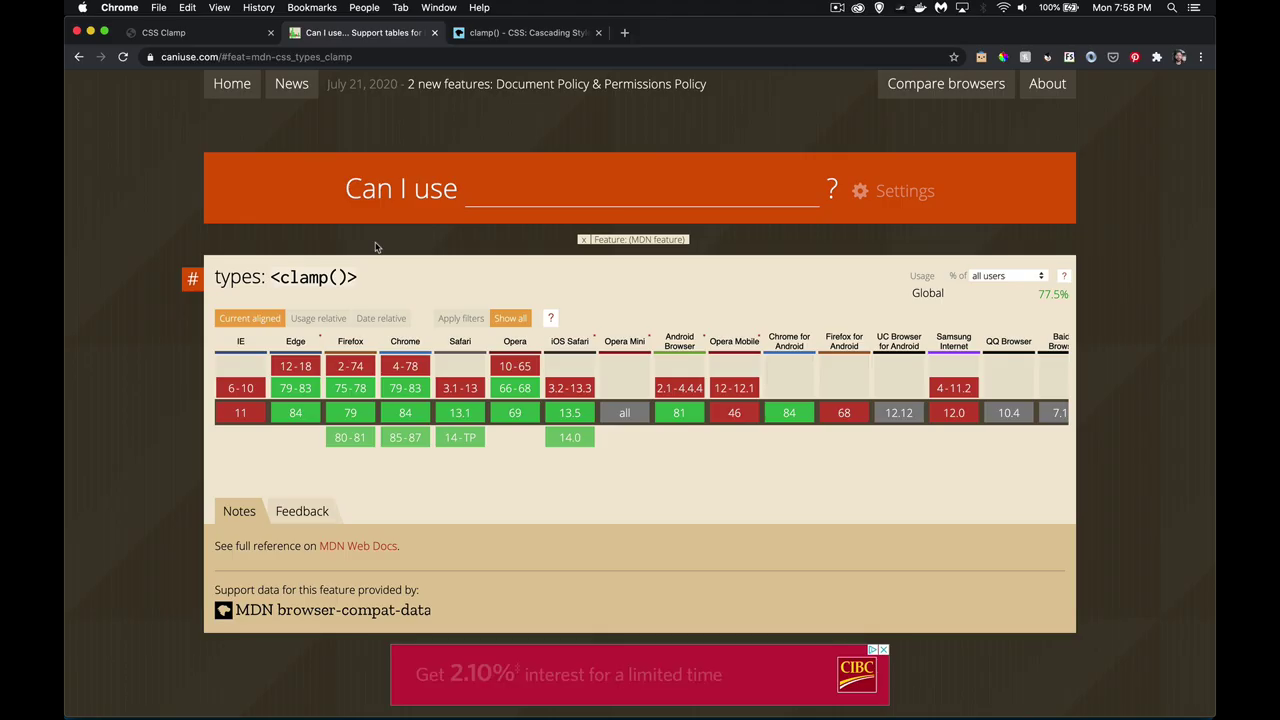 Chrome File Edit View History Bookmarks People Tab Window Help 100% Mon 7:58 PM
CSS Clamp × Can I use... Support tables for × clamp() - CSS: Cascading Style × +
caniuse.com/#feat=mdn-css_types_clamp
Home News July 21, 2020 - 2 new features: Document Policy & Permissions Policy Compare browsers About
Can I use ? Settings
x Feature: (MDN feature)
# types: <clamp()> Usage % of all users ?
Global 77.5%
Current aligned Usage relative Date relative Apply filters Show all ?
IE Edge * Firefox Chrome Safari Opera iOS Safari * Opera Mini * Android Browser * Opera Mobile * Chrome for Android Firefox for Android UC Browser for Android Samsung Internet QQ Browser
12-18 2-74 4-78 10-65
6-10 79-83 75-78 79-83 3.1-13 66-68 3.2-13.3 2.1-4.4.4 12-12.1 4-11.2
11 84 79 84 13.1 69 13.5 all 81 46 84 68 12.12 12.0 10.4 7.1
80-81 85-87 14-TP 14.0
Notes Feedback
See full reference on MDN Web Docs.
Support data for this feature provided by:
MDN browser-compat-data
Get 2.10%‡ interest for a limited time CIBC